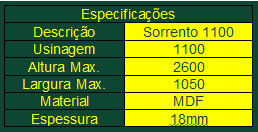 Especificações
Descrição Sorrento 1100
Usinagem 1100
Altura Max. 2600
Largura Max. 1050
Material MDF
Espessura 18mm